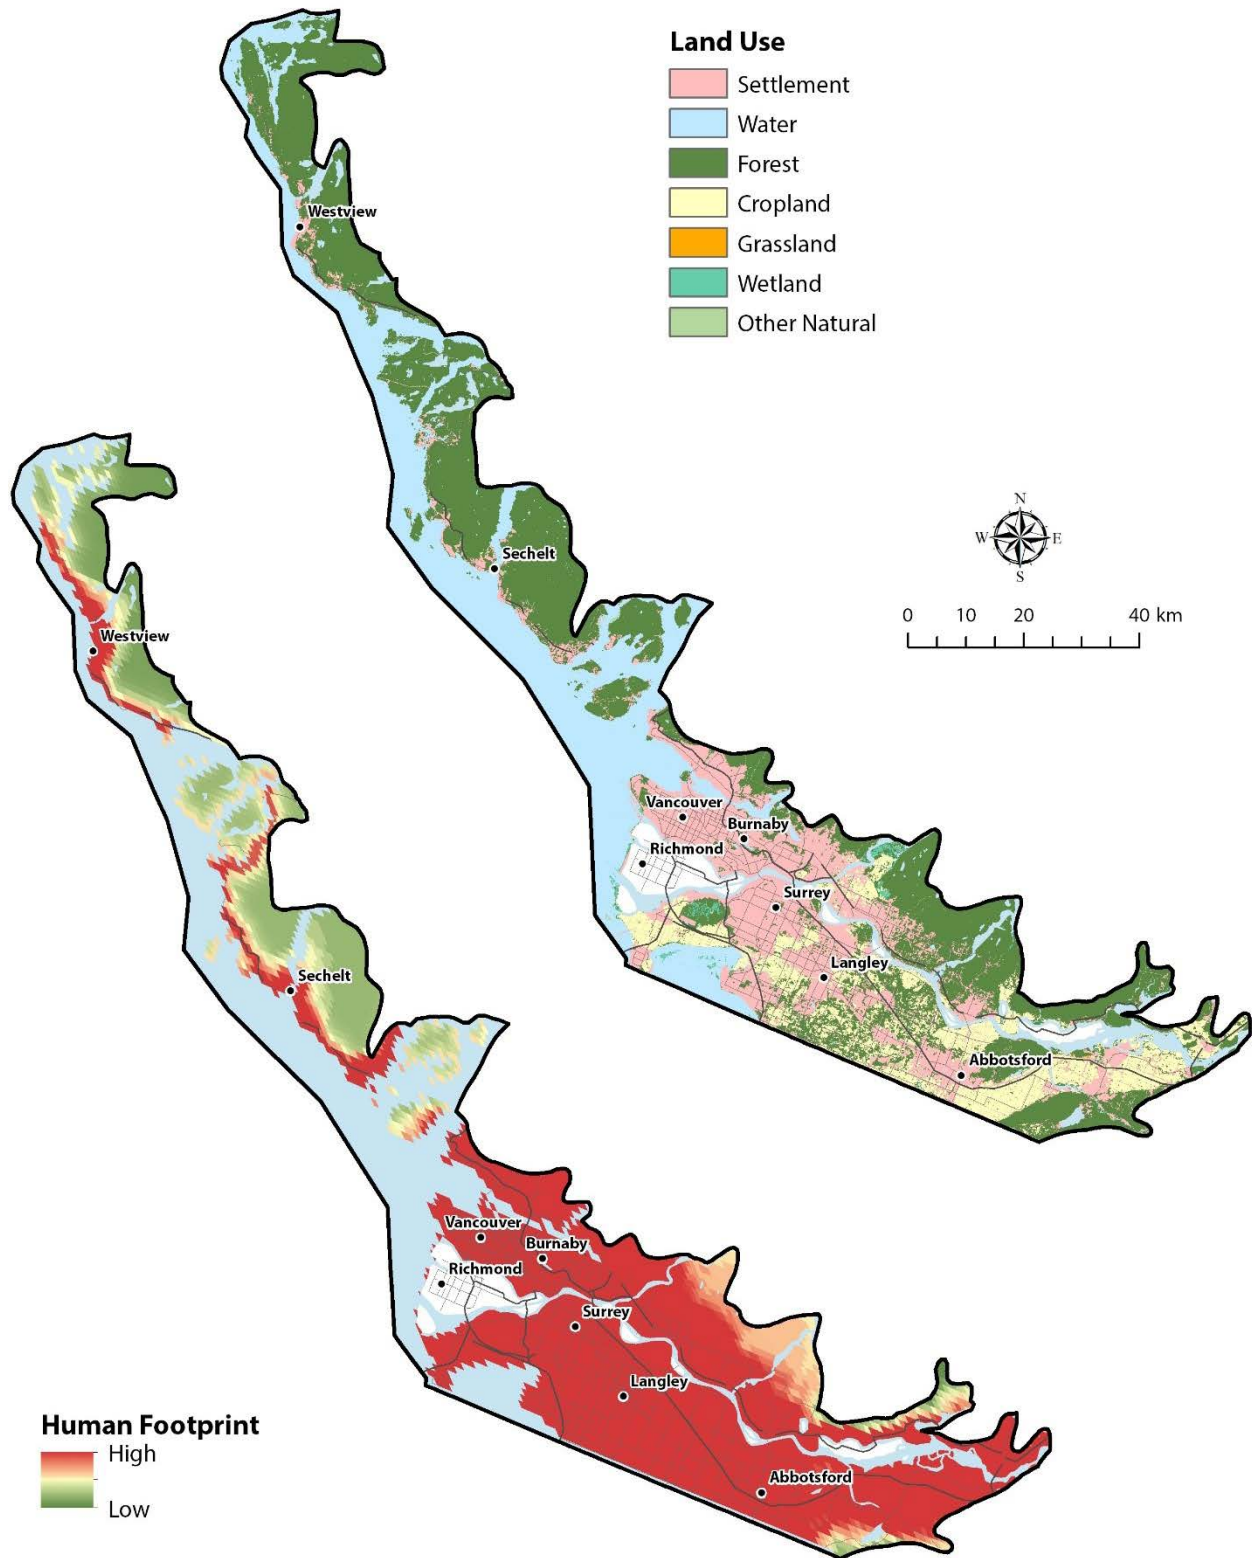 Land Use
Settlement
Water
Forest
Cropland
Grassland
Wetland
Other Natural
Westview
Sechelt
N
W E
S
0 10 20 40 km
Vancouver
Burnaby
Richmond
Surrey
Langley
Abbotsford
Westview
Sechelt
Vancouver
Burnaby
Richmond
Surrey
Langley
Abbotsford
Human Footprint
High
Low